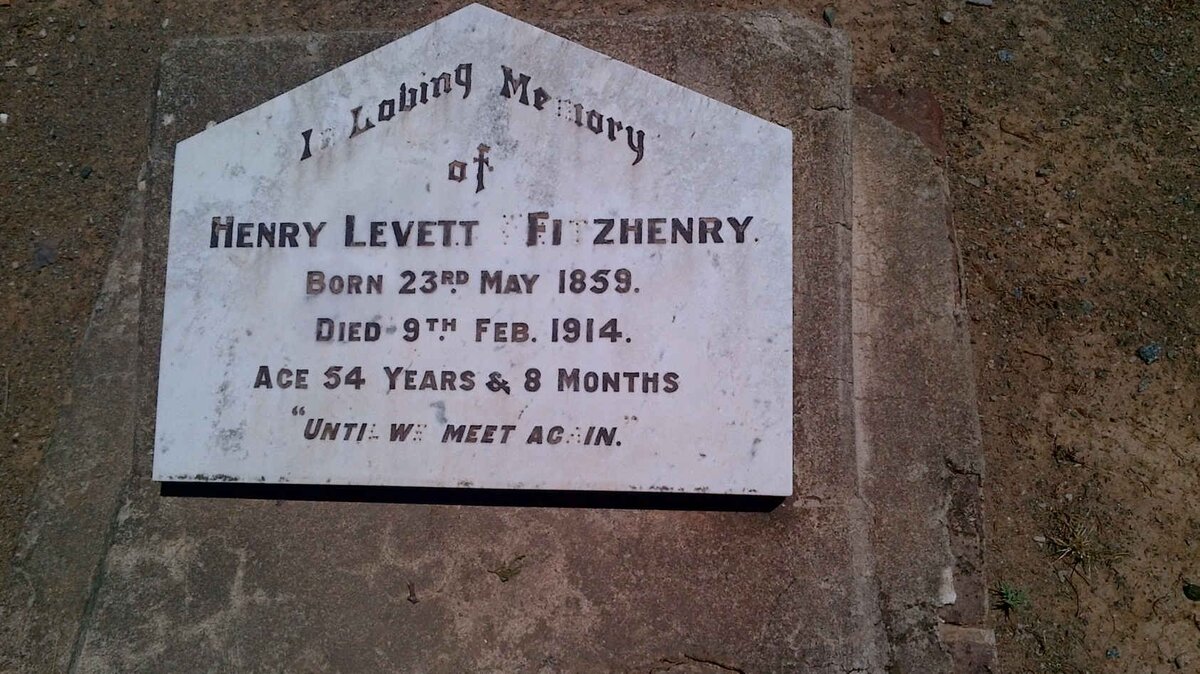 In Loving Memory
of
HENRY LEVETT FITZHENRY.
BORN 23RD MAY 1859.
DIED 9TH FEB. 1914.
AGE 54 YEARS & 8 MONTHS
"UNTIL WE MEET AGAIN."